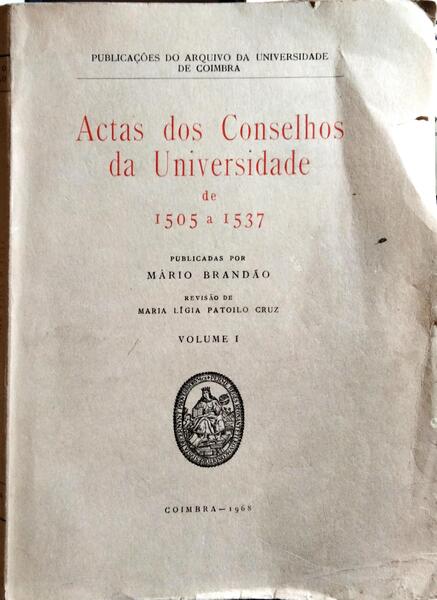 PUBLICAÇÕES DO ARQUIVO DA UNIVERSIDADE
DE COIMBRA
Actas dos Conselhos
da Universidade
de
1505 a 1537
PUBLICADAS POR
MÁRIO BRANDÃO
REVISÃO DE
MARIA LÍGIA PATOILO CRUZ
VOLUME I
COIMBRA — 1968